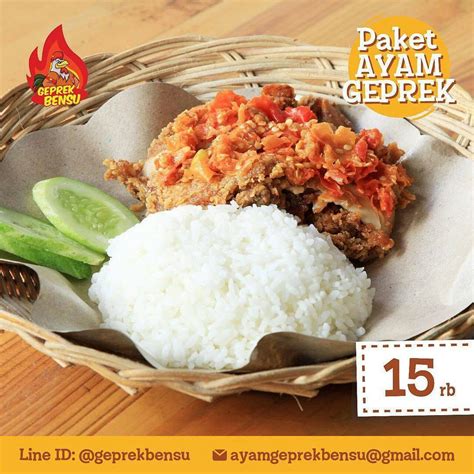 GEPREK
BENSU
Paket
AYAM
GEPREK
15 rb
Line ID: @geprekbensu
ayamgeprekbensu@gmail.com